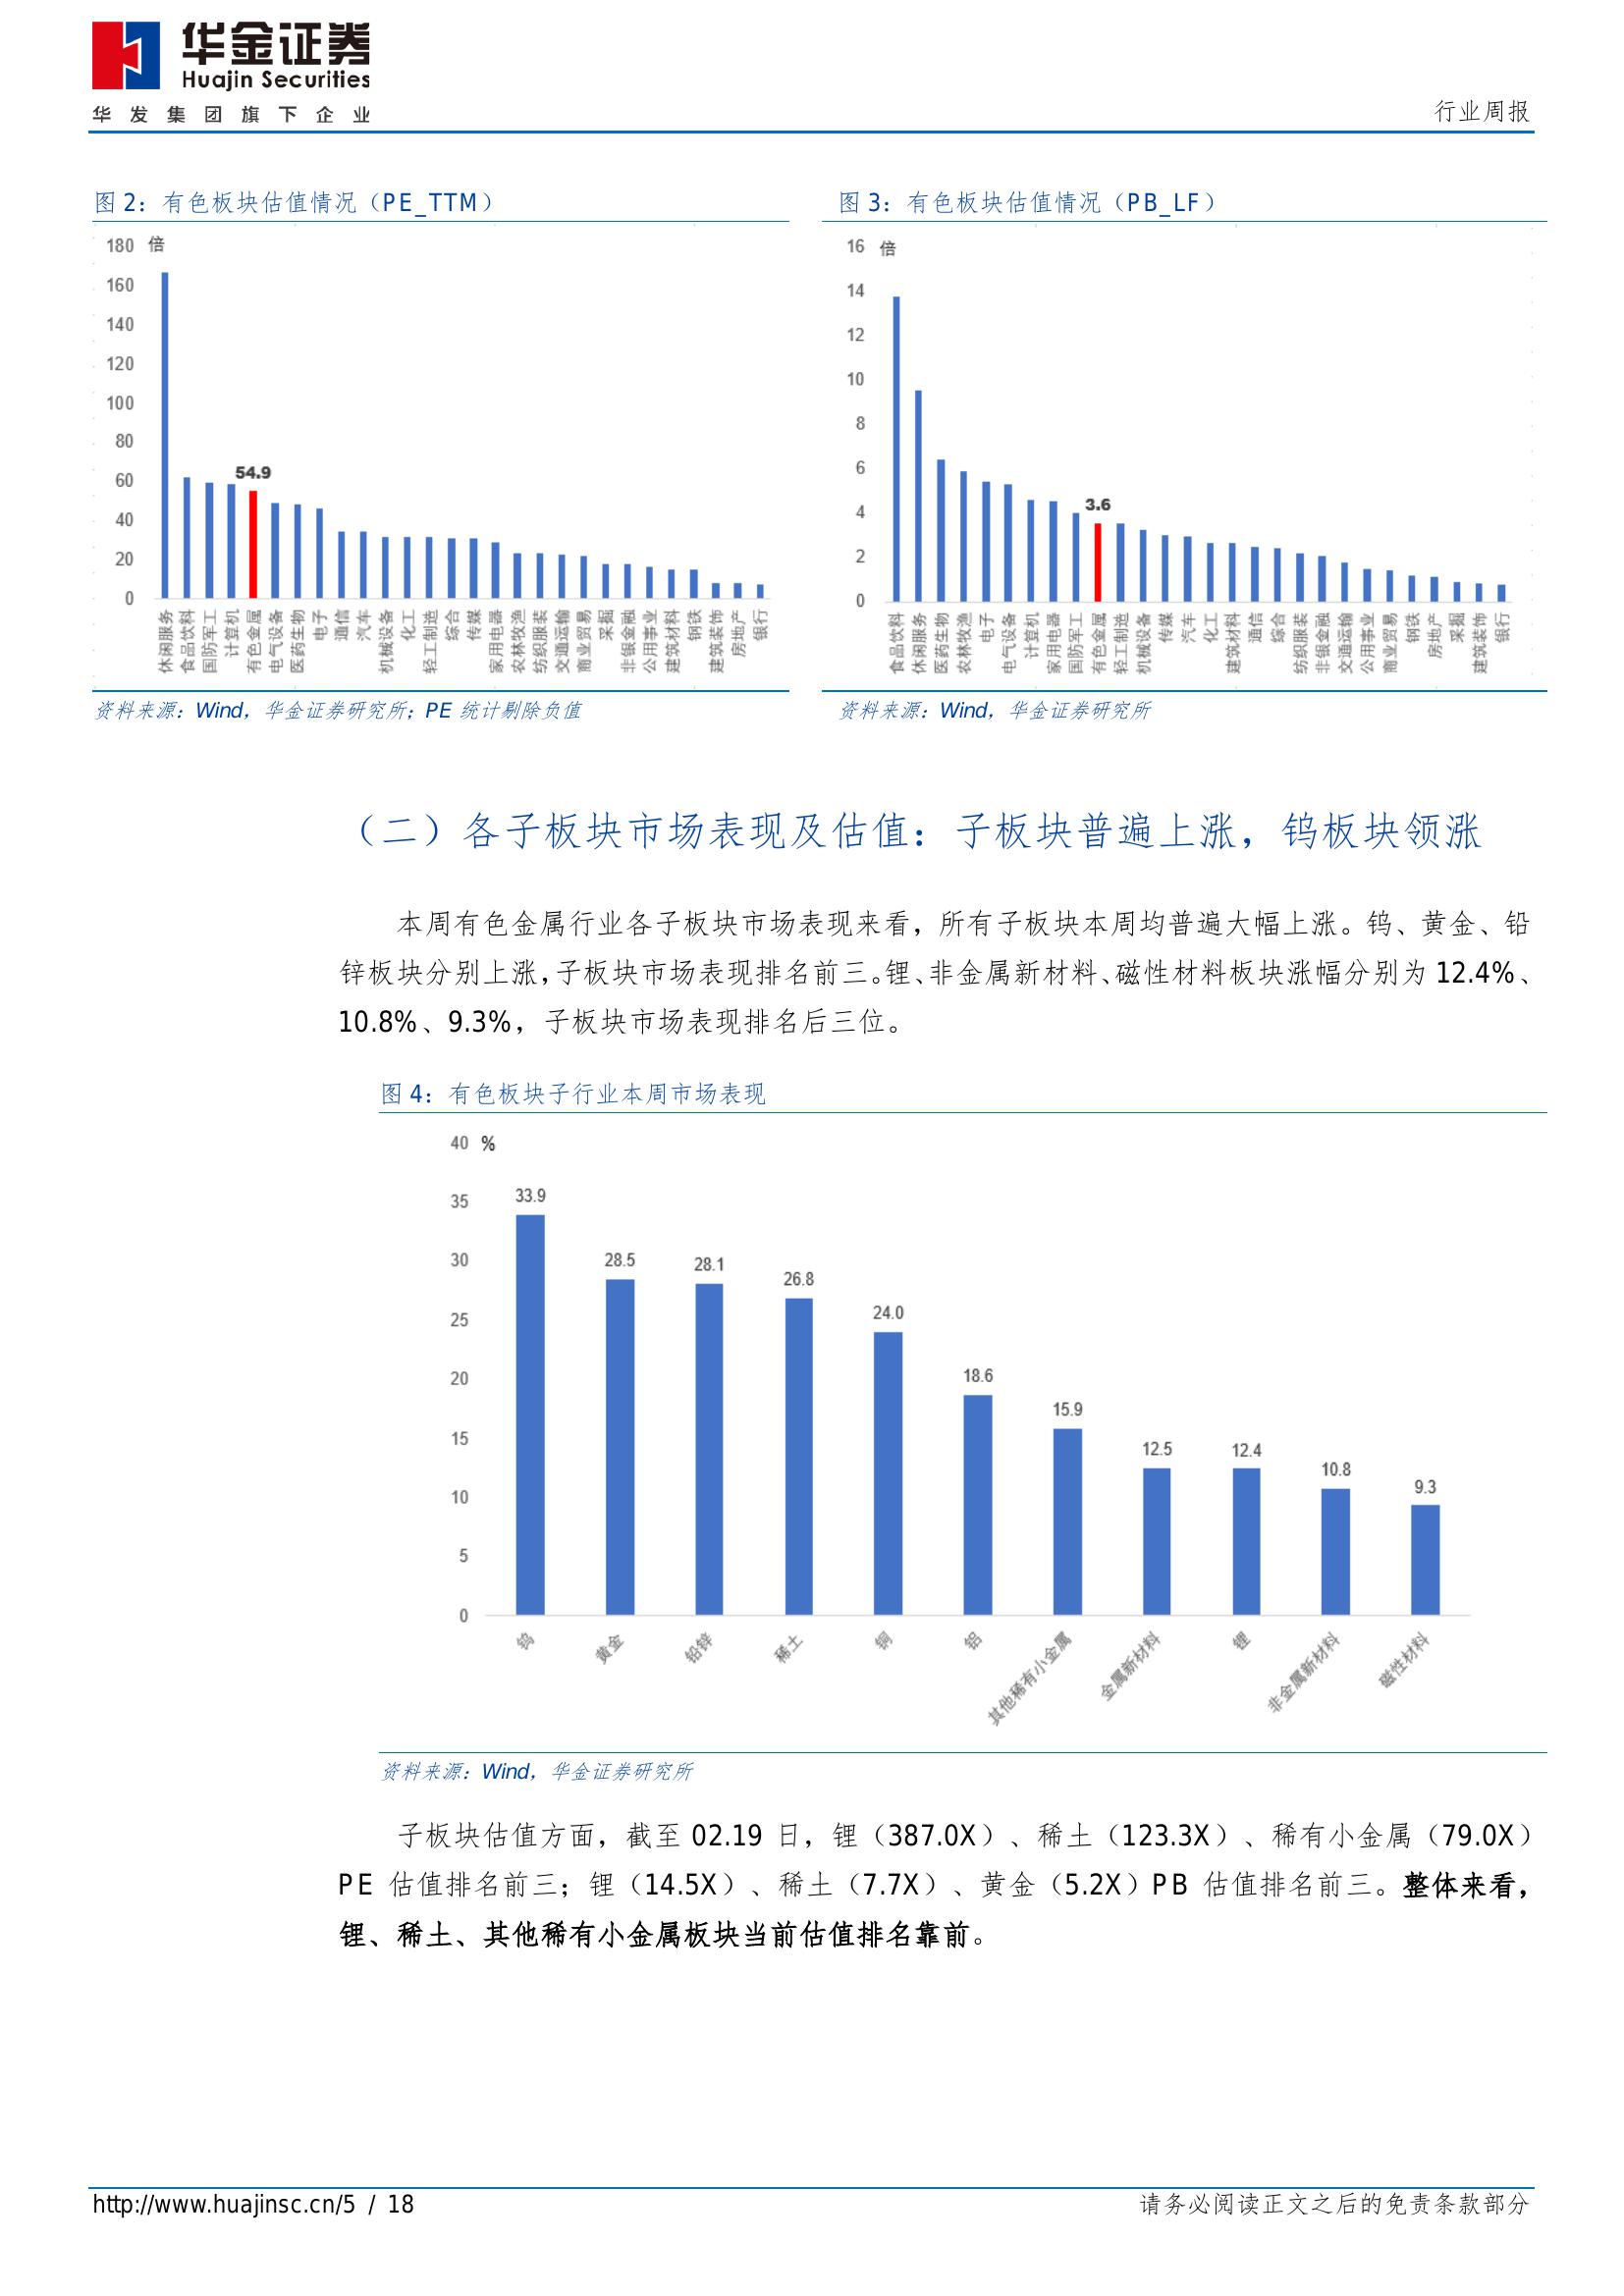 华金证券
Huajin Securities
华发集团旗下企业
行业周报
图 2：有色板块估值情况（PE_TTM）
180 倍
160
140
120
100
80
60
40
20
0
54.9
休闲服务
食品饮料
国防军工
计算机
有色金属
电气设备
医药生物
电子
通信
汽车
机械设备
化工
轻工制造
综合
传媒
家用电器
农林牧渔
纺织服装
交通运输
商业贸易
采掘
非银金融
公用事业
建筑材料
钢铁
建筑装饰
房地产
银行
资料来源：Wind，华金证券研究所；PE 统计剔除负值
图 3：有色板块估值情况（PB_LF）
16 倍
14
12
10
8
6
4
2
0
3.6
食品饮料
休闲服务
医药生物
农林牧渔
电子
电气设备
计算机
家用电器
国防军工
有色金属
轻工制造
机械设备
传媒
汽车
化工
建筑材料
通信
综合
纺织服装
非银金融
交通运输
公用事业
商业贸易
钢铁
房地产
采掘
建筑装饰
银行
资料来源：Wind，华金证券研究所
（二）各子板块市场表现及估值：子板块普遍上涨，钨板块领涨
本周有色金属行业各子板块市场表现来看，所有子板块本周均普遍大幅上涨。钨、黄金、铅
锌板块分别上涨，子板块市场表现排名前三。锂、非金属新材料、磁性材料板块涨幅分别为 12.4%、
10.8%、9.3%，子板块市场表现排名后三位。
图 4：有色板块子行业本周市场表现
40 %
35
30
25
20
15
10
5
0
33.9
28.5
28.1
26.8
24.0
18.6
15.9
12.5
12.4
10.8
9.3
钨
黄金
铅锌
稀土
铜
铝
其他稀有小金属
金属新材料
锂
非金属新材料
磁性材料
资料来源：Wind，华金证券研究所
子板块估值方面，截至 02.19 日，锂（387.0X）、稀土（123.3X）、稀有小金属（79.0X）
PE 估值排名前三；锂（14.5X）、稀土（7.7X）、黄金（5.2X）PB 估值排名前三。整体来看，
锂、稀土、其他稀有小金属板块当前估值排名靠前。
http://www.huajinsc.cn/5 / 18
请务必阅读正文之后的免责条款部分